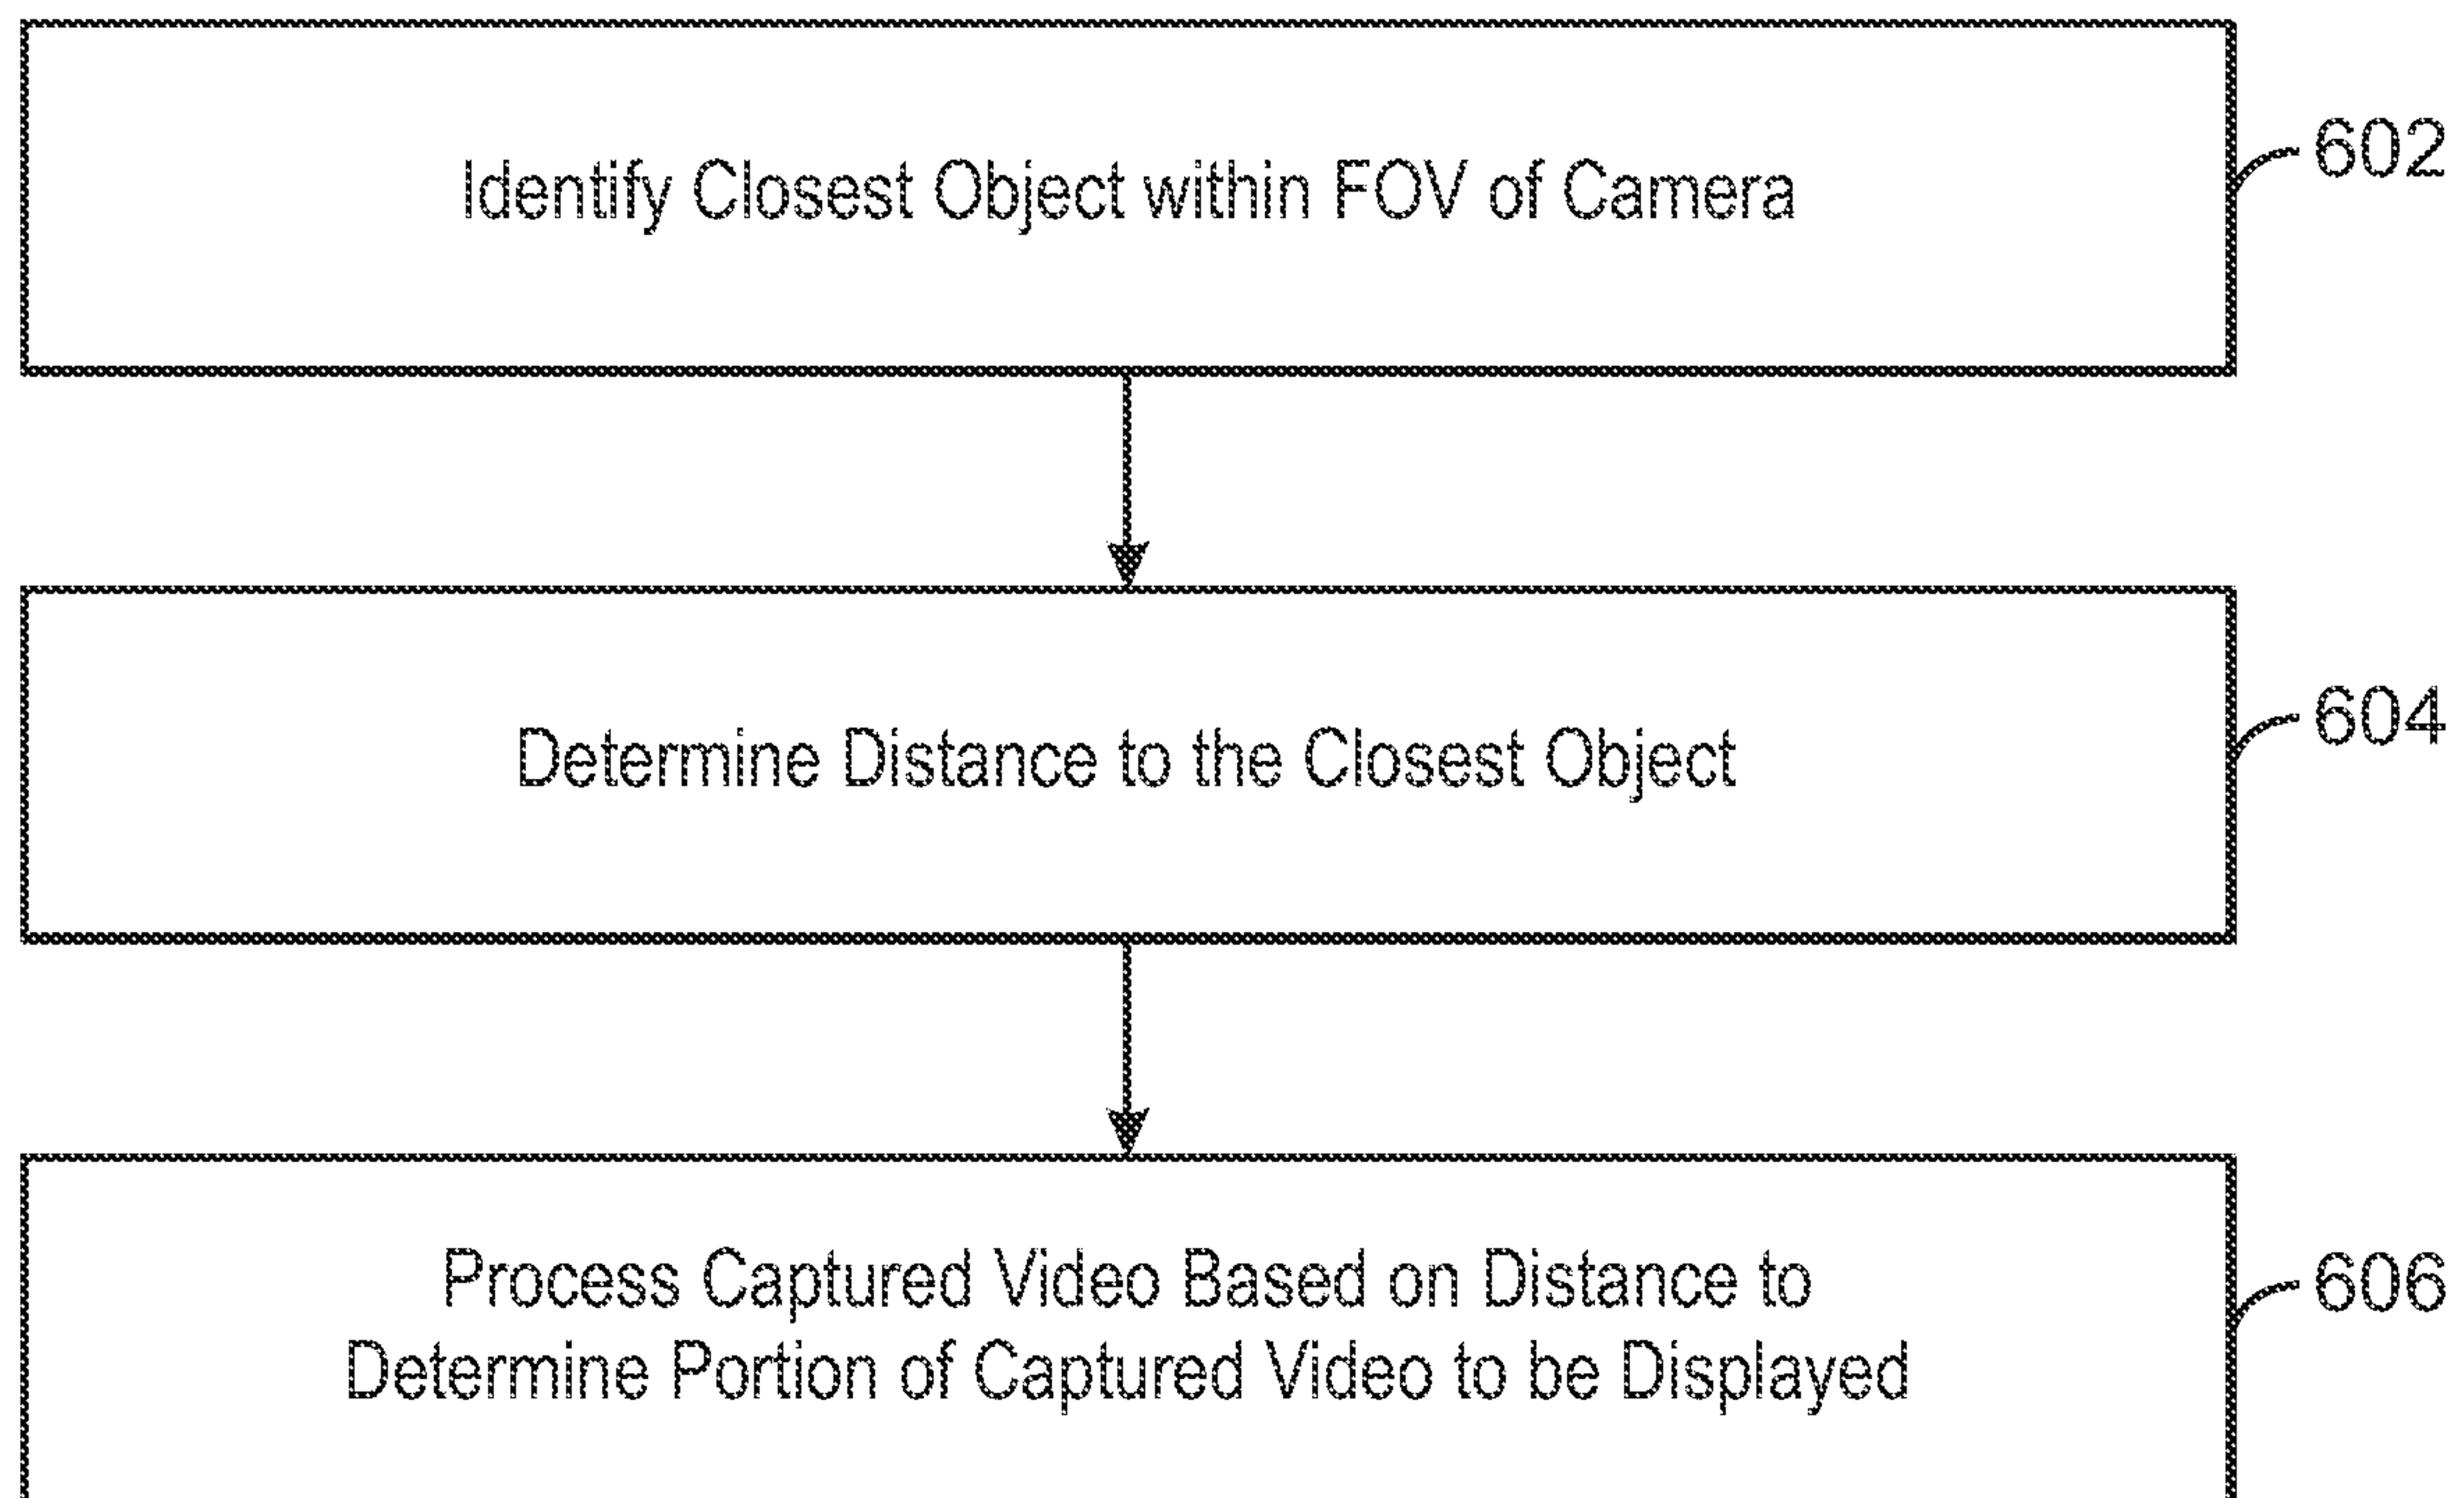 Identify Closest Object within FOV of Camera
602
Determine Distance to the Closest Object
604
Process Captured Video Based on Distance to
Determine Portion of Captured Video to be Displayed
606